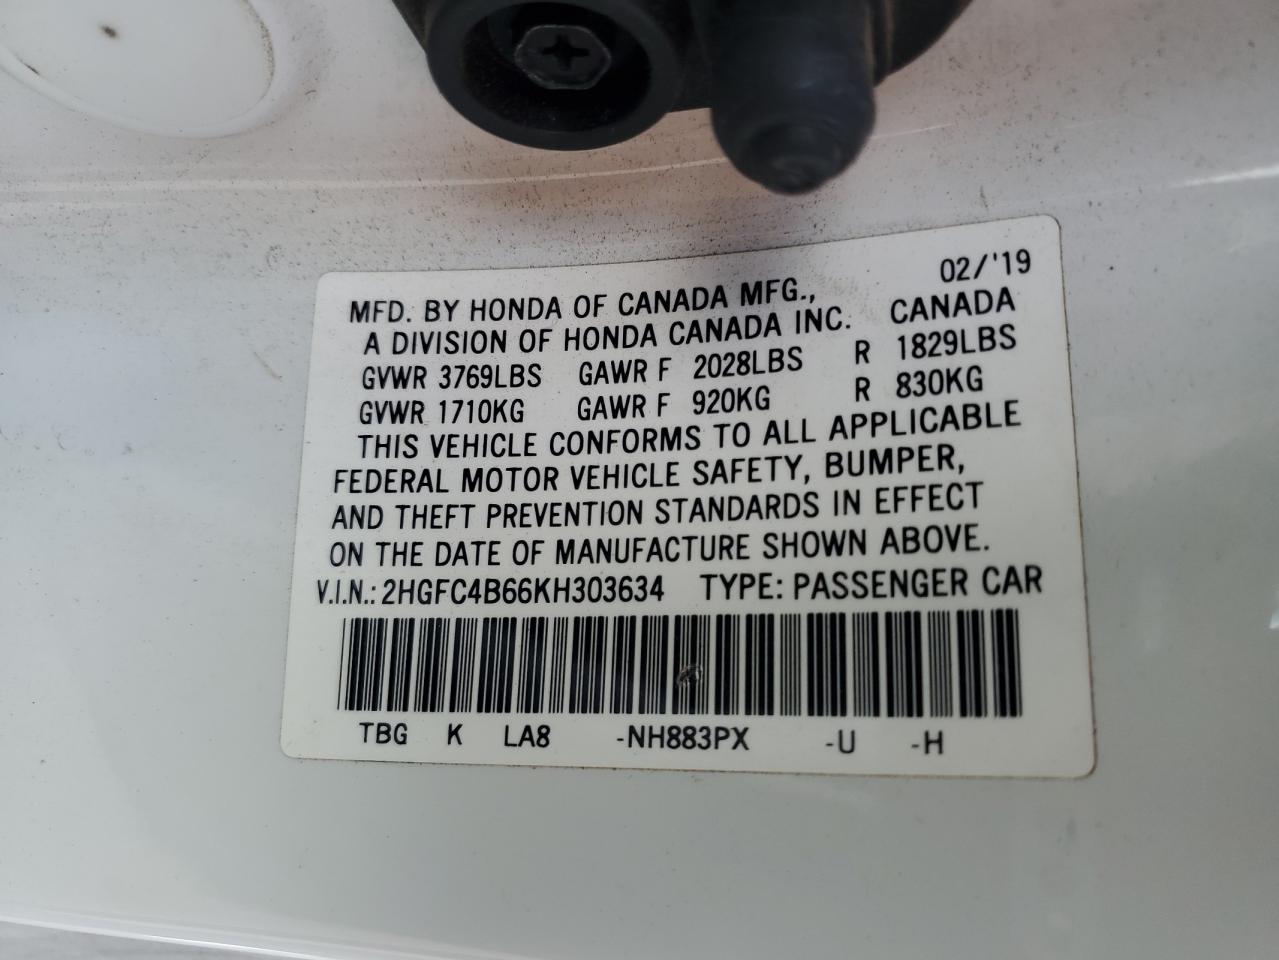 02/'19
MFD. BY HONDA OF CANADA MFG.,
A DIVISION OF HONDA CANADA INC. CANADA
GVWR 3769LBS GAWR F 2028LBS R 1829LBS
GVWR 1710KG GAWR F 920KG R 830KG
THIS VEHICLE CONFORMS TO ALL APPLICABLE
FEDERAL MOTOR VEHICLE SAFETY, BUMPER,
AND THEFT PREVENTION STANDARDS IN EFFECT
ON THE DATE OF MANUFACTURE SHOWN ABOVE.
V.I.N.: 2HGFC4B66KH303634 TYPE: PASSENGER CAR
TBG K LA8 -NH883PX -U -H